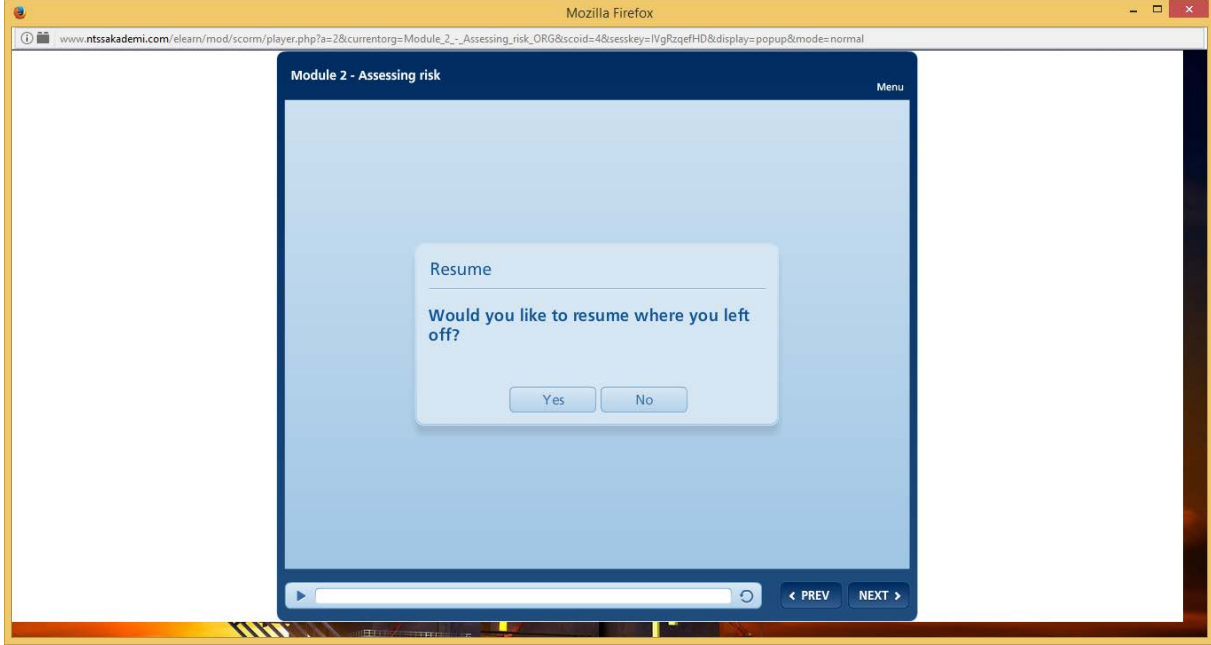 Mozilla Firefox
www.ntssakademi.com/elearn/mod/scorm/player.php?a=2&currentorg=Module_2_-_Assessing_risk_ORG&scoid=4&sesskey=IVgRzqefHD&display=popup&mode=normal
Module 2 - Assessing risk
Menu
Resume
Would you like to resume where you left
off?
Yes No
PREV NEXT